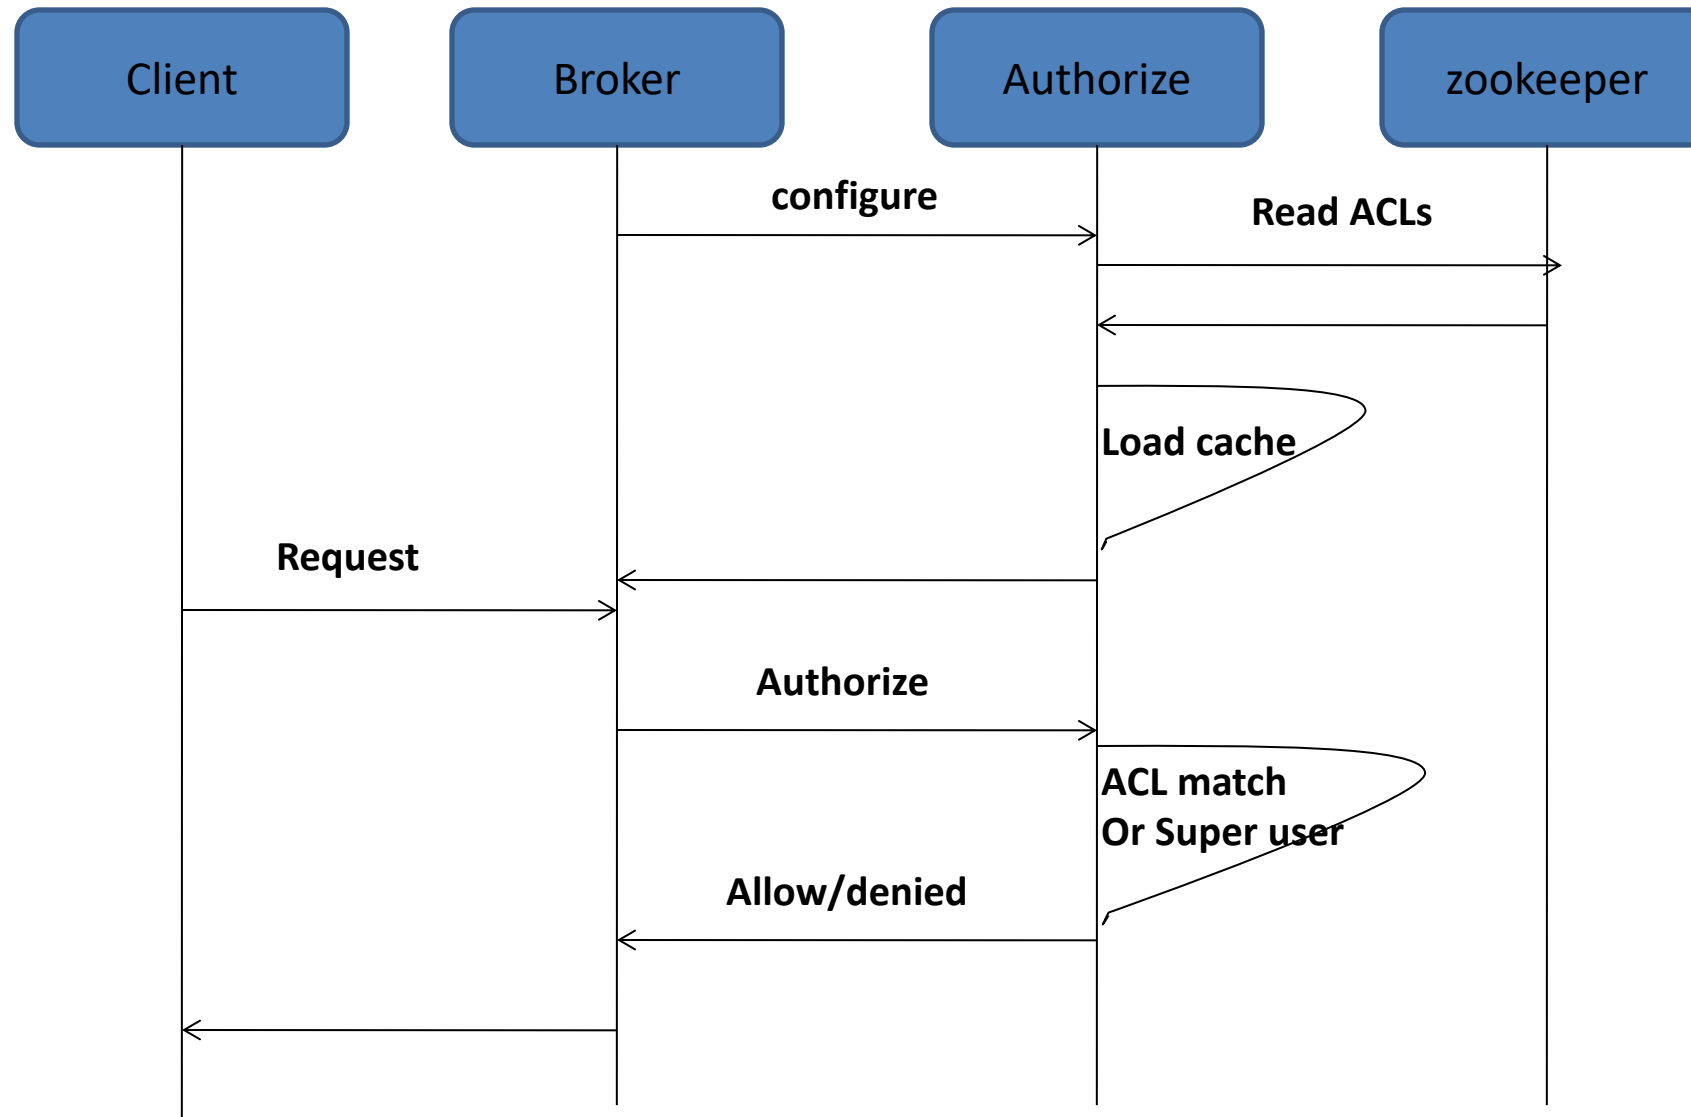 Client
Broker
Authorize
zookeeper
configure
Read ACLs
Load cache
Request
Authorize
ACL match
Or Super user
Allow/denied